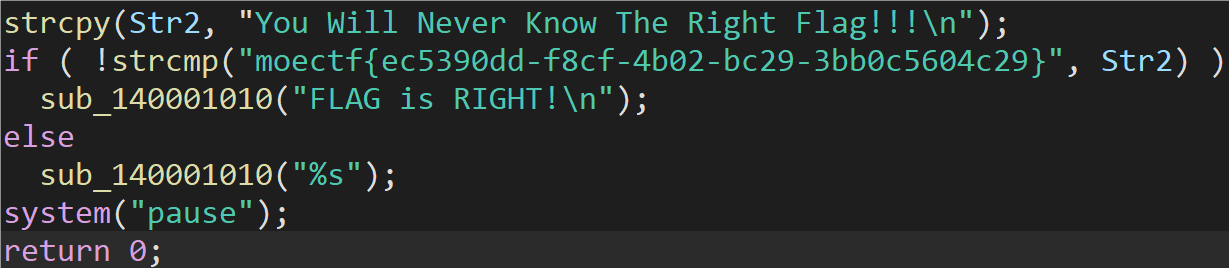 strcpy(Str2, "You Will Never Know The Right Flag!!!\n");
if ( !strcmp("moectf{ec5390dd-f8cf-4b02-bc29-3bb0c5604c29}", Str2) )
  sub_140001010("FLAG is RIGHT!\n");
else
  sub_140001010("%s");
system("pause");
return 0;